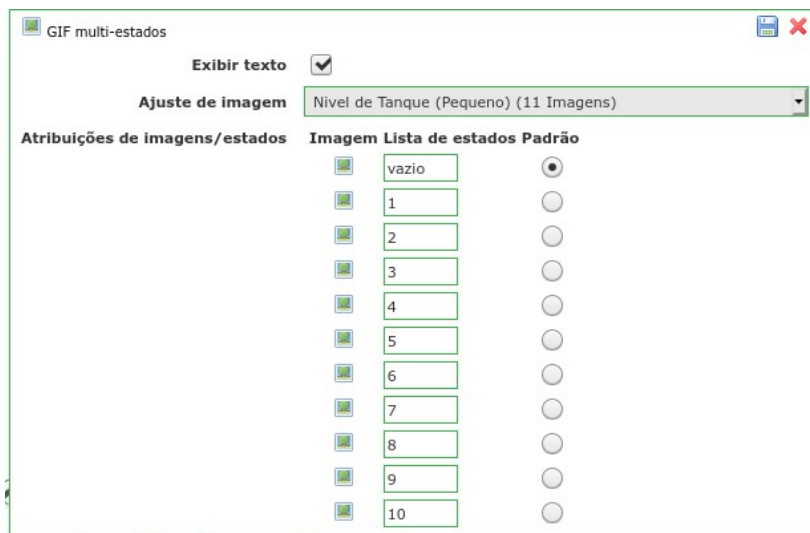 GIF multi-estados
Exibir texto
Ajuste de imagem Nivel de Tanque (Pequeno) (11 Imagens)
Atribuições de imagens/estados Imagem Lista de estados Padrão
vazio
1
2
3
4
5
6
7
8
9
10